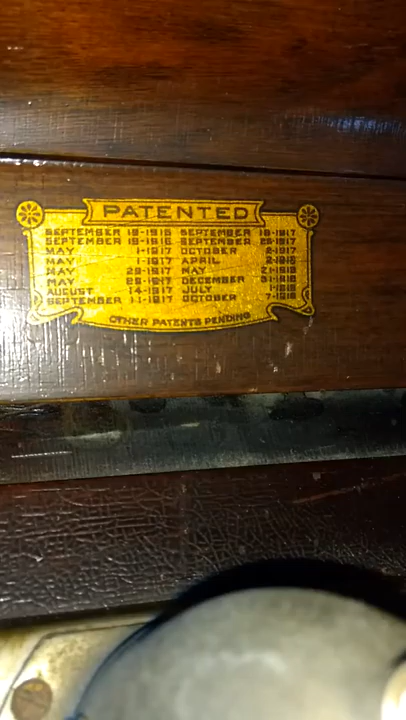 PATENTED
SEPTEMBER 19-1916 SEPTEMBER 18-1917
SEPTEMBER 19-1916 SEPTEMBER 25-1917
MAY 1-1917 OCTOBER 2-1917
MAY 1917 APRIL 2-1918
MAY 29-1917 MAY 21-1918
MAY 29-1917 DECEMBER 31-1918
AUGUST 14-1917 JULY 1-1919
SEPTEMBER 11-1917 OCTOBER 7-1919
OTHER PATENTS PENDING